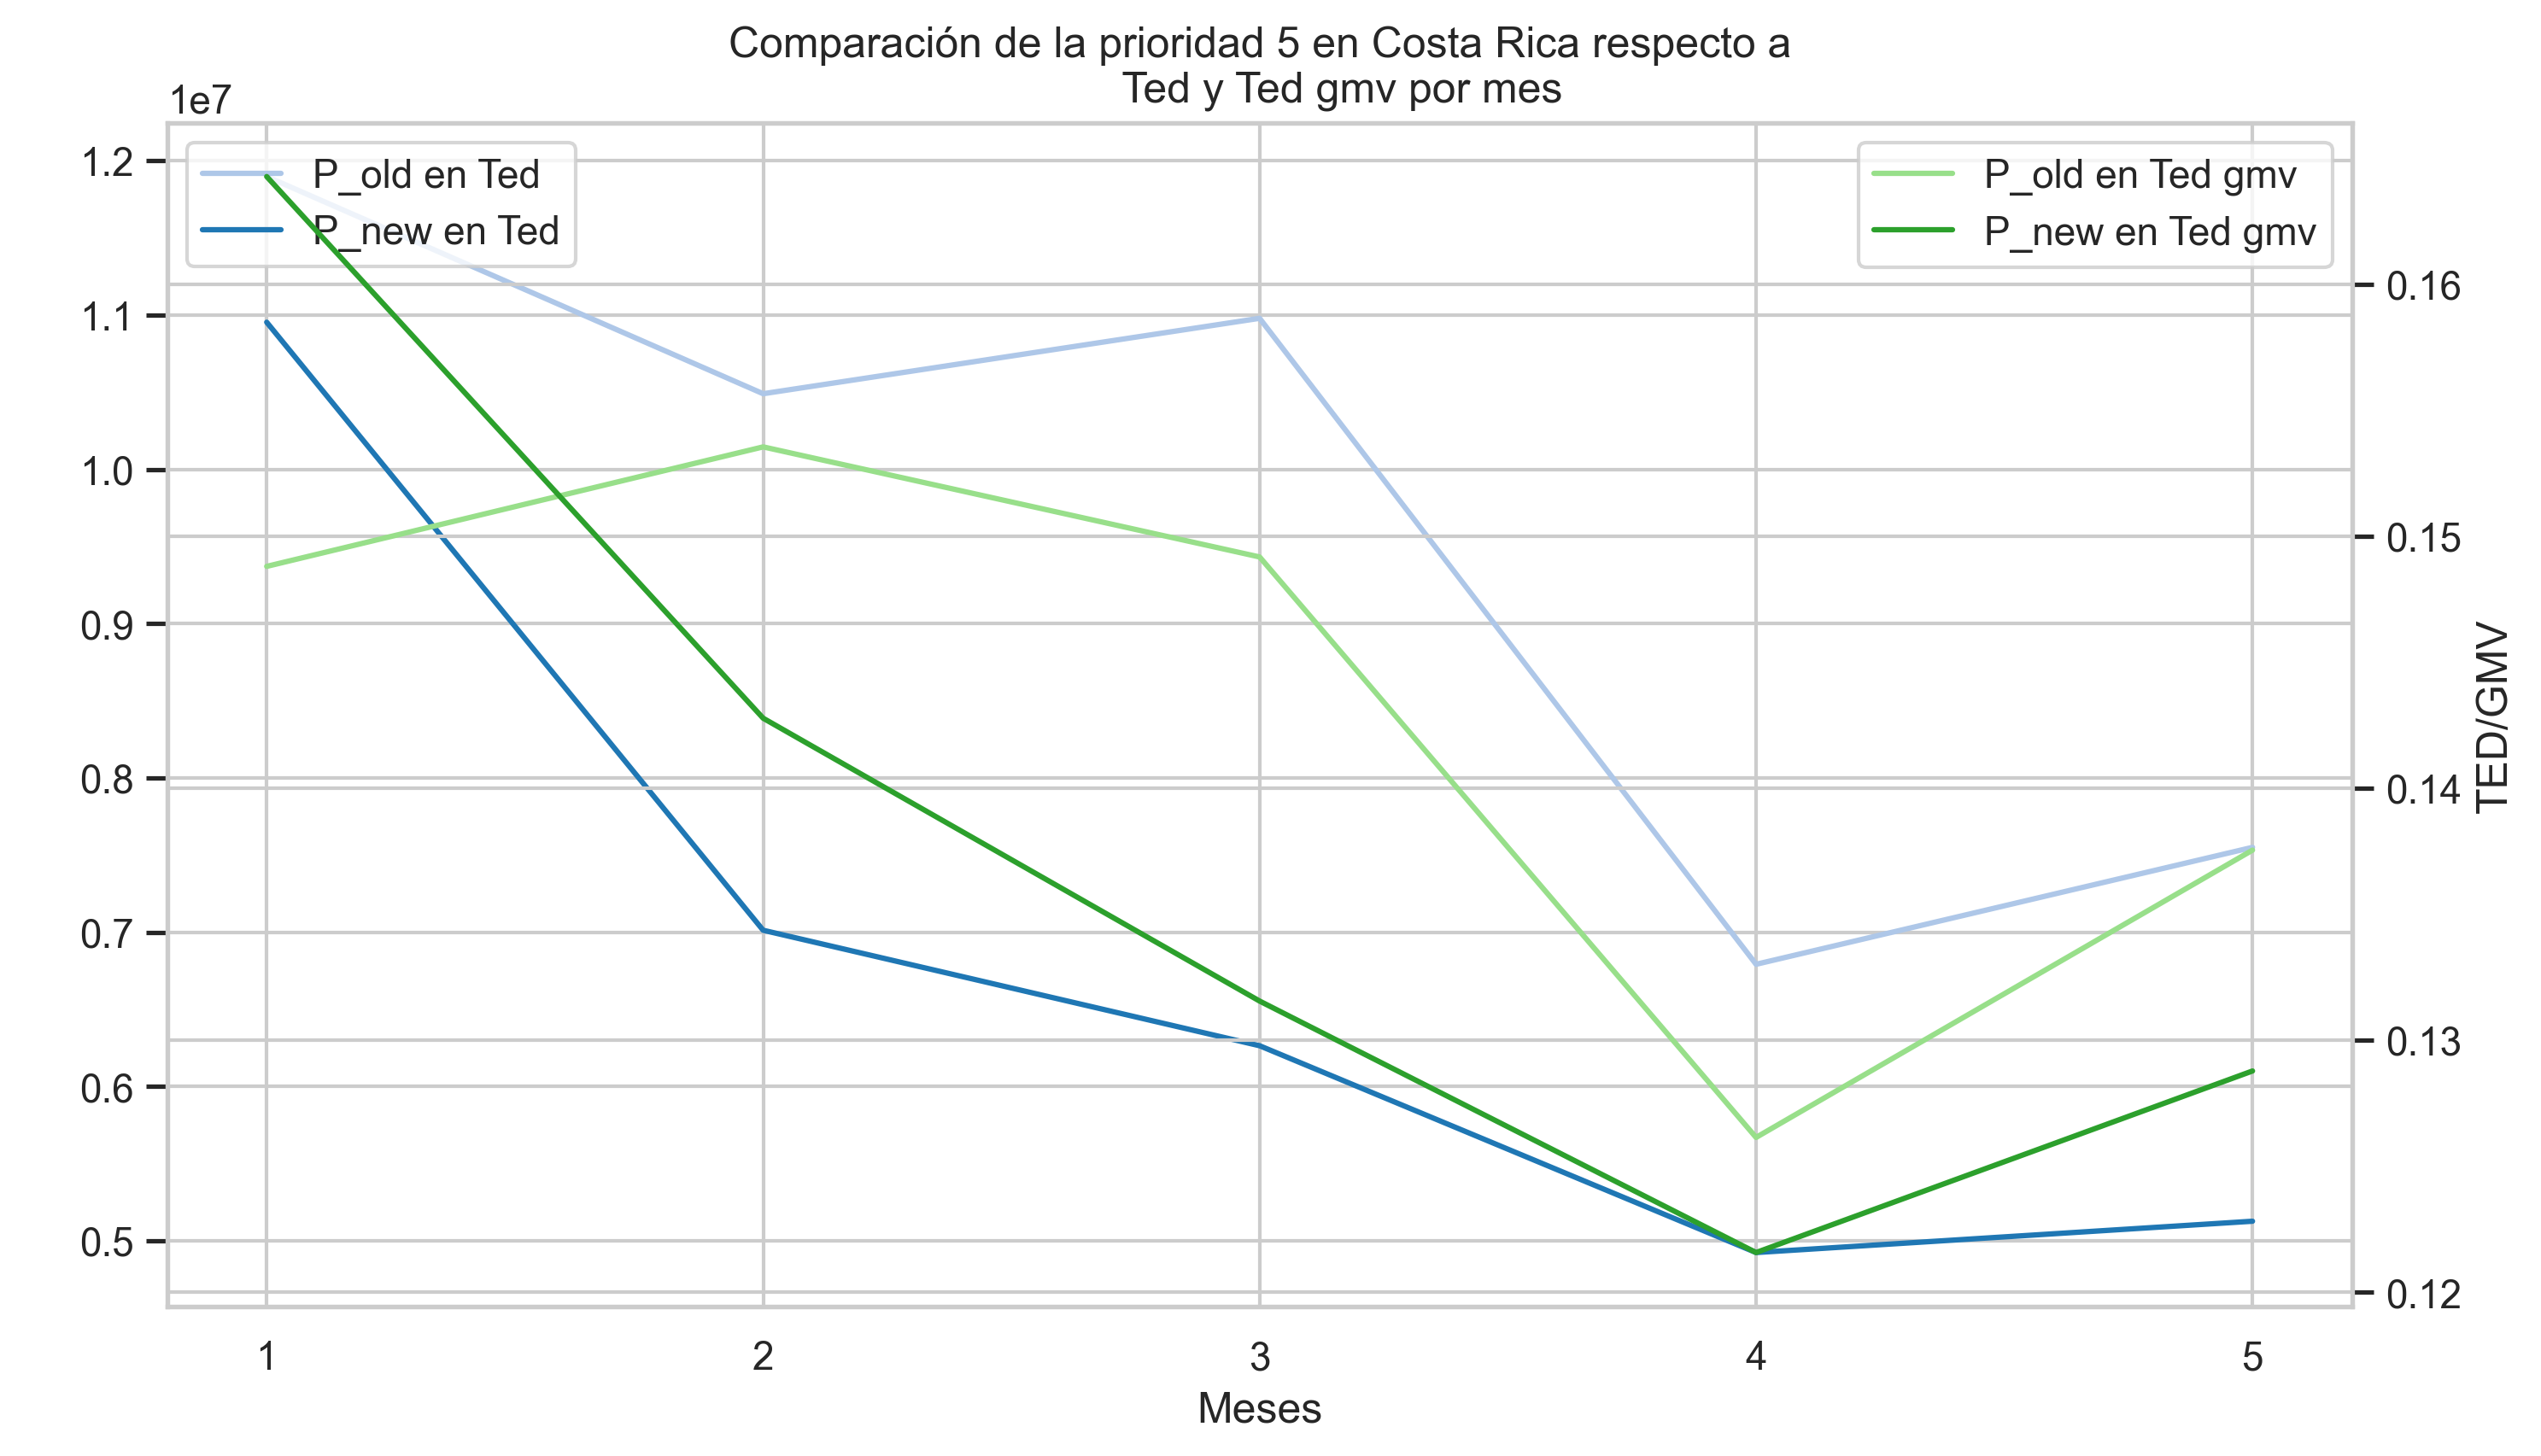 Comparación de la prioridad 5 en Costa Rica respecto a
Ted y Ted gmv por mes
1e7
P_old en Ted
P_new en Ted
P_old en Ted gmv
P_new en Ted gmv
1.2
1.1
1.0
0.9
0.8
0.7
0.6
0.5
0.16
0.15
0.14
0.13
0.12
TED/GMV
1 2 3 4 5
Meses